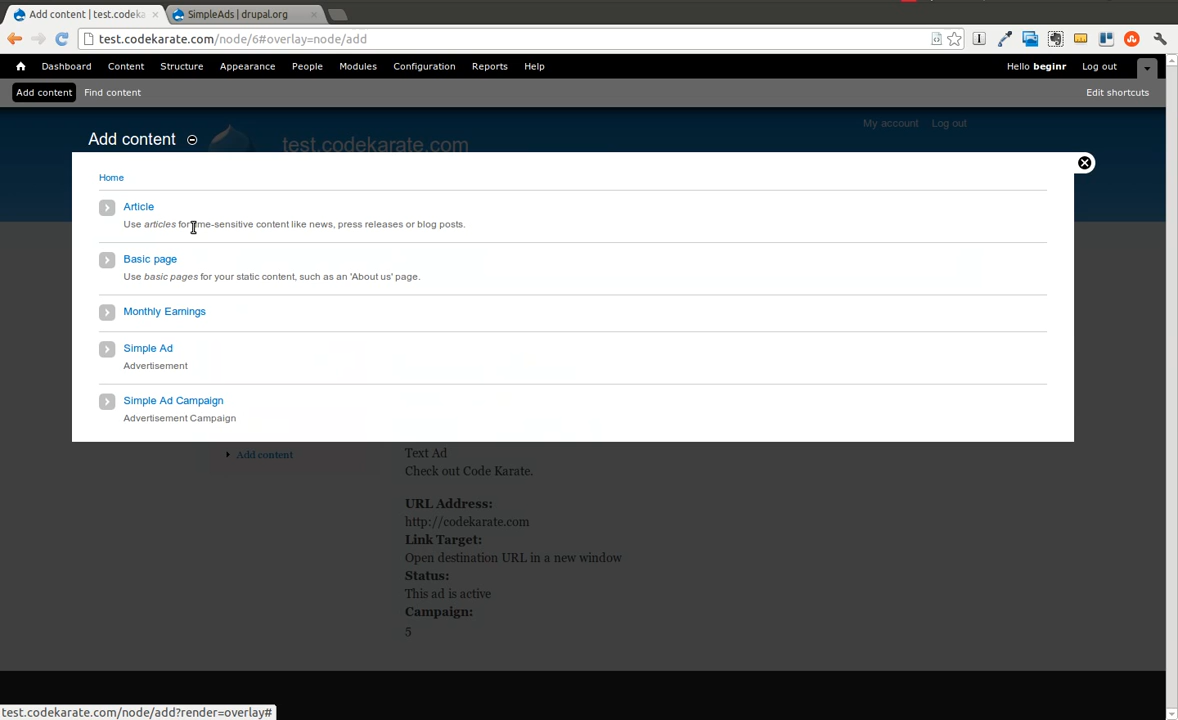 Add content | test.codeka
SimpleAds | drupal.org
test.codekarate.com/node/6#overlay=node/add
Dashboard Content Structure Appearance People Modules Configuration Reports Help
Hello beginr Log out
Add content Find content
Edit shortcuts
My account Log out
Add content
test.codekarate.com
Home
Article
Use articles for time-sensitive content like news, press releases or blog posts.
Basic page
Use basic pages for your static content, such as an 'About us' page.
Monthly Earnings
Simple Ad
Advertisement
Simple Ad Campaign
Advertisement Campaign
Add content
Text Ad
Check out Code Karate.
URL Address:
http://codekarate.com
Link Target:
Open destination URL in a new window
Status:
This ad is active
Campaign:
5
test.codekarate.com/node/add?render=overlay#